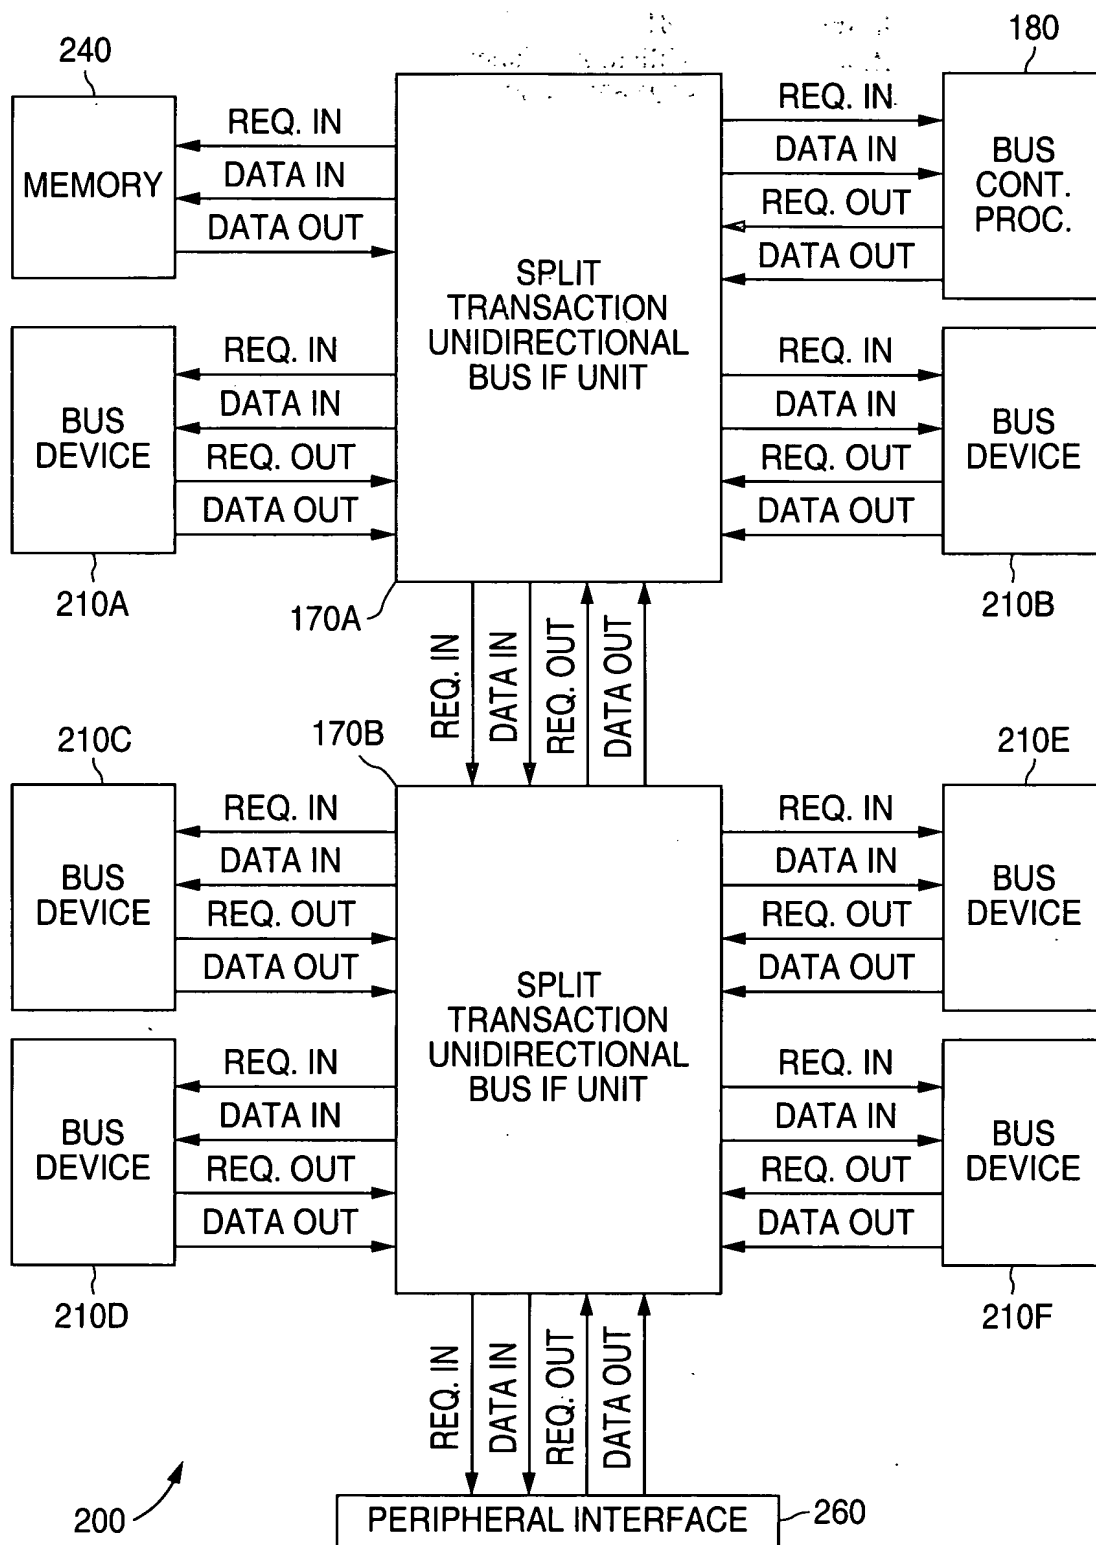 240
180
MEMORY
REQ. IN
DATA IN
DATA OUT
SPLIT
TRANSACTION
UNIDIRECTIONAL
BUS IF UNIT
REQ. IN
DATA IN
REQ. OUT
DATA OUT
BUS
CONT.
PROC.
BUS
DEVICE
REQ. IN
DATA IN
REQ. OUT
DATA OUT
REQ. IN
DATA IN
REQ. OUT
DATA OUT
BUS
DEVICE
210A
170A
210B
REQ. IN
DATA IN
REQ. OUT
DATA OUT
210C
170B
210E
BUS
DEVICE
REQ. IN
DATA IN
REQ. OUT
DATA OUT
SPLIT
TRANSACTION
UNIDIRECTIONAL
BUS IF UNIT
REQ. IN
DATA IN
REQ. OUT
DATA OUT
BUS
DEVICE
BUS
DEVICE
REQ. IN
DATA IN
REQ. OUT
DATA OUT
REQ. IN
DATA IN
REQ. OUT
DATA OUT
BUS
DEVICE
210D
210F
REQ. IN
DATA IN
REQ. OUT
DATA OUT
200
PERIPHERAL INTERFACE
260